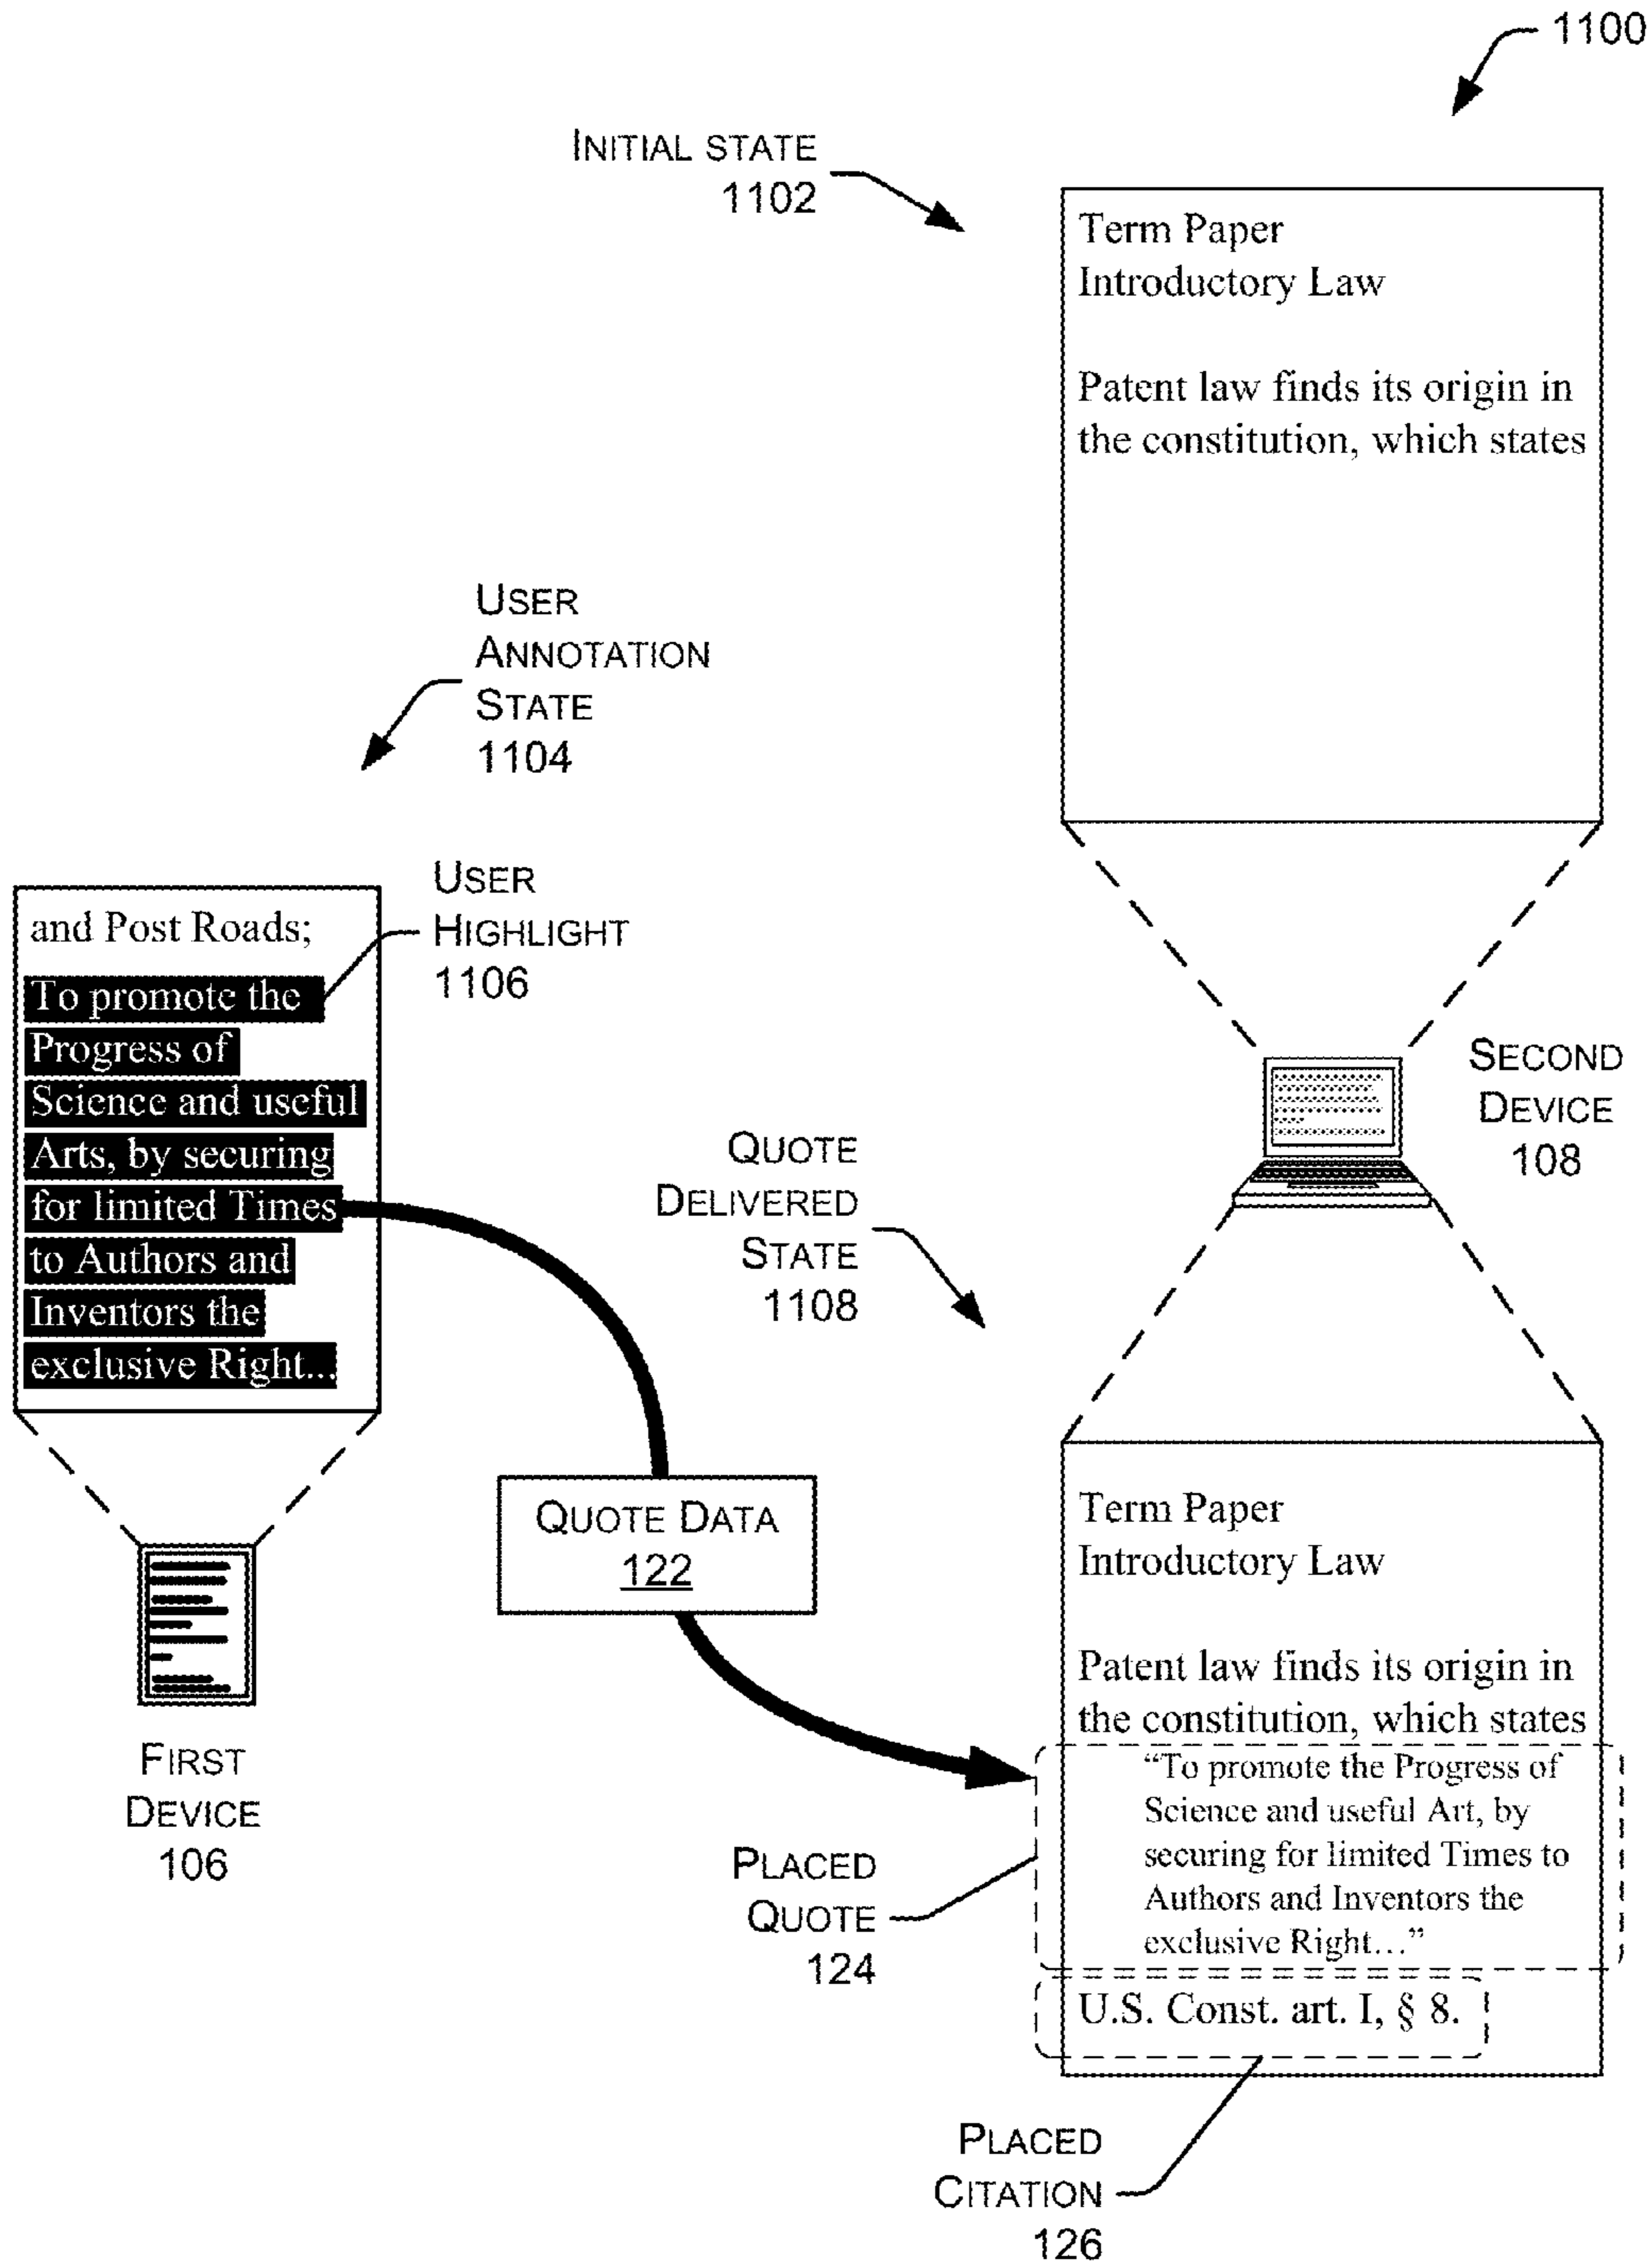 1100
INITIAL STATE
1102
Term Paper
Introductory Law
Patent law finds its origin in
the constitution, which states
USER
ANNOTATION
STATE
1104
USER
HIGHLIGHT
1106
and Post Roads;
To promote the
Progress of
Science and useful
Arts, by securing
for limited Times
to Authors and
Inventors the
exclusive Right...
SECOND
DEVICE
108
QUOTE
DELIVERED
STATE
1108
QUOTE DATA
122
FIRST
DEVICE
106
Term Paper
Introductory Law
Patent law finds its origin in
the constitution, which states
“To promote the Progress of
Science and useful Art, by
securing for limited Times to
Authors and Inventors the
exclusive Right...”
U.S. Const. art. I, § 8.
PLACED
QUOTE
124
PLACED
CITATION
126